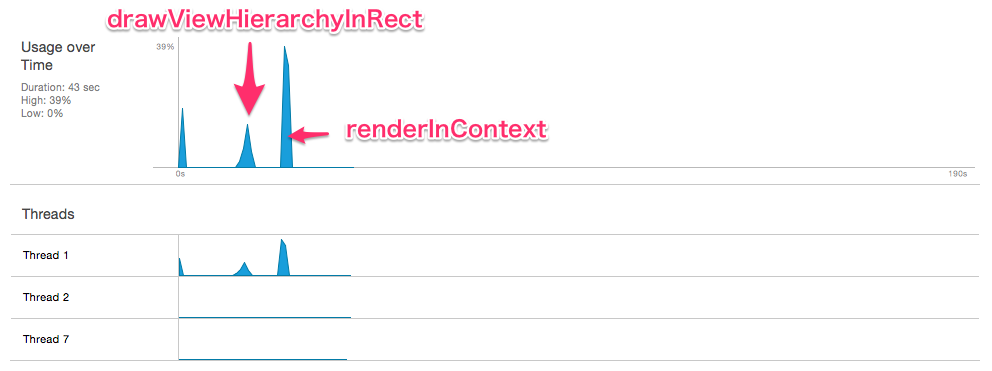 drawViewHierarchyInRect
Usage over
Time
Duration: 43 sec
High: 39%
Low: 0%
39%
renderInContext
0s
190s
Threads
Thread 1
Thread 2
Thread 7